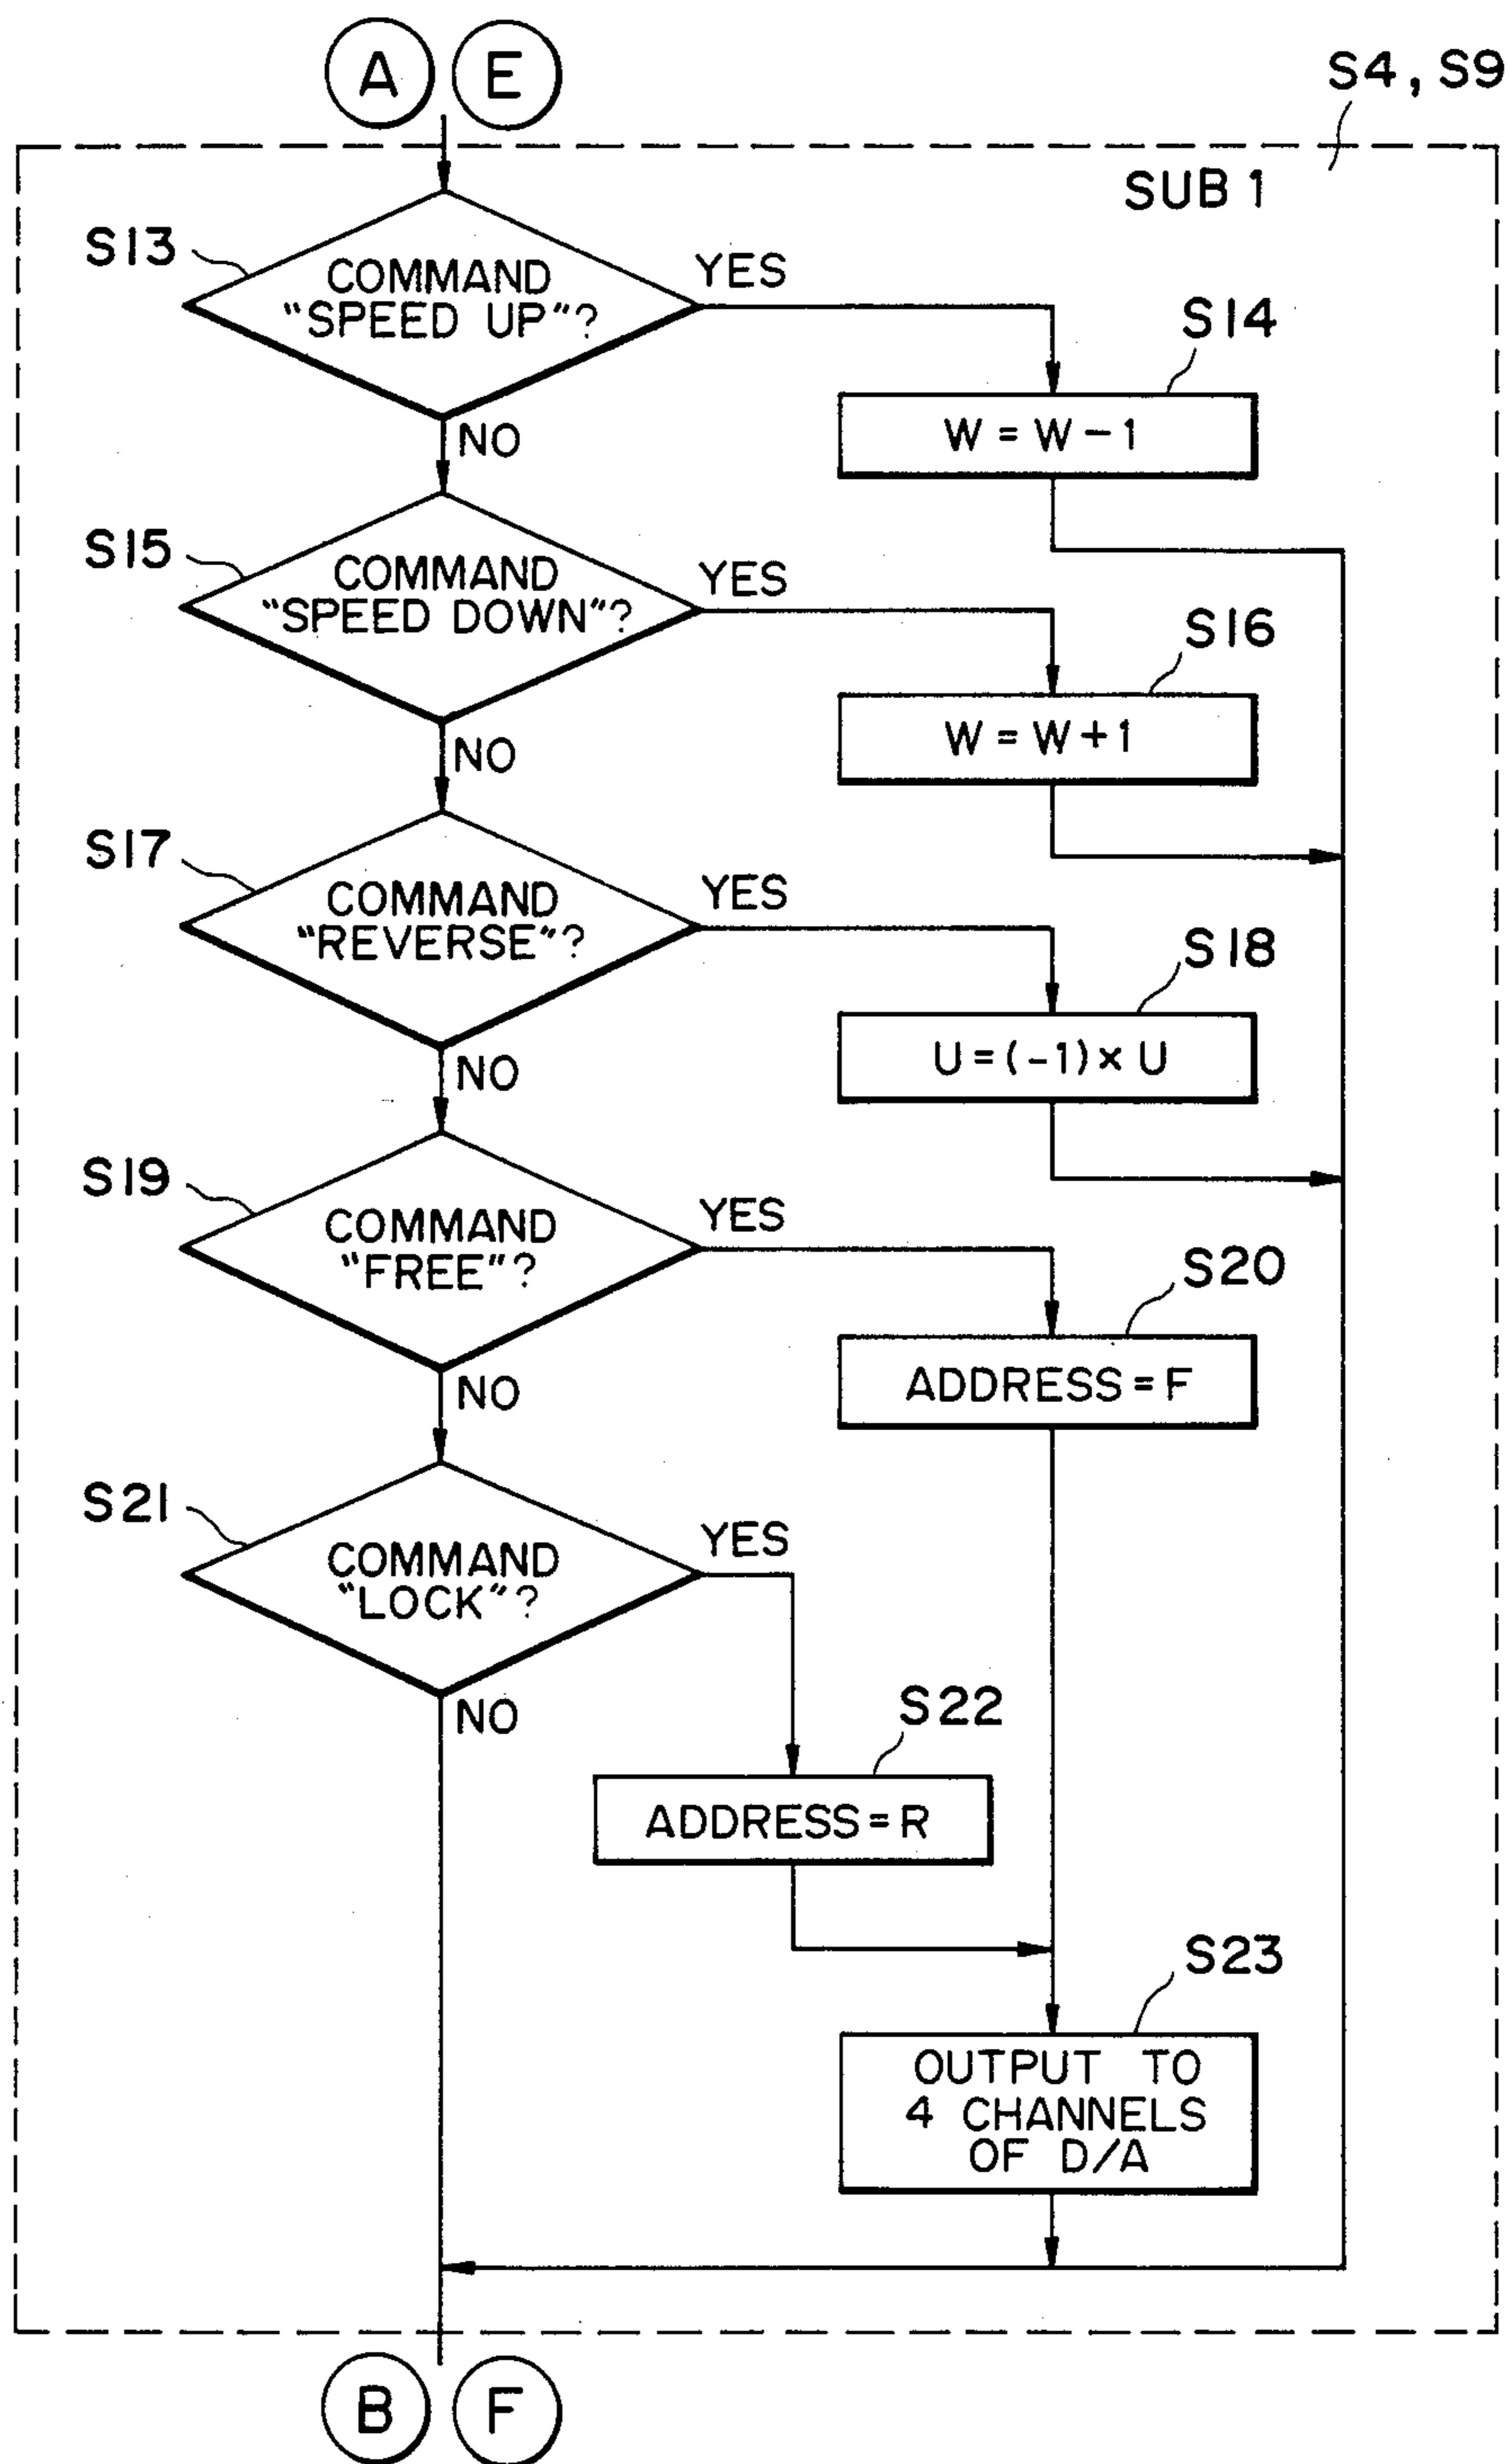 A E
S4, S9
SUB 1
S13
COMMAND
"SPEED UP"?
YES
S14
W = W - 1
NO
S15
COMMAND
"SPEED DOWN"?
YES
S16
W = W + 1
NO
S17
COMMAND
"REVERSE"?
YES
S18
U = (-1) × U
NO
S19
COMMAND
"FREE"?
YES
S20
ADDRESS = F
NO
S21
COMMAND
"LOCK"?
YES
S22
ADDRESS = R
NO
S23
OUTPUT TO
4 CHANNELS
OF D/A
B F